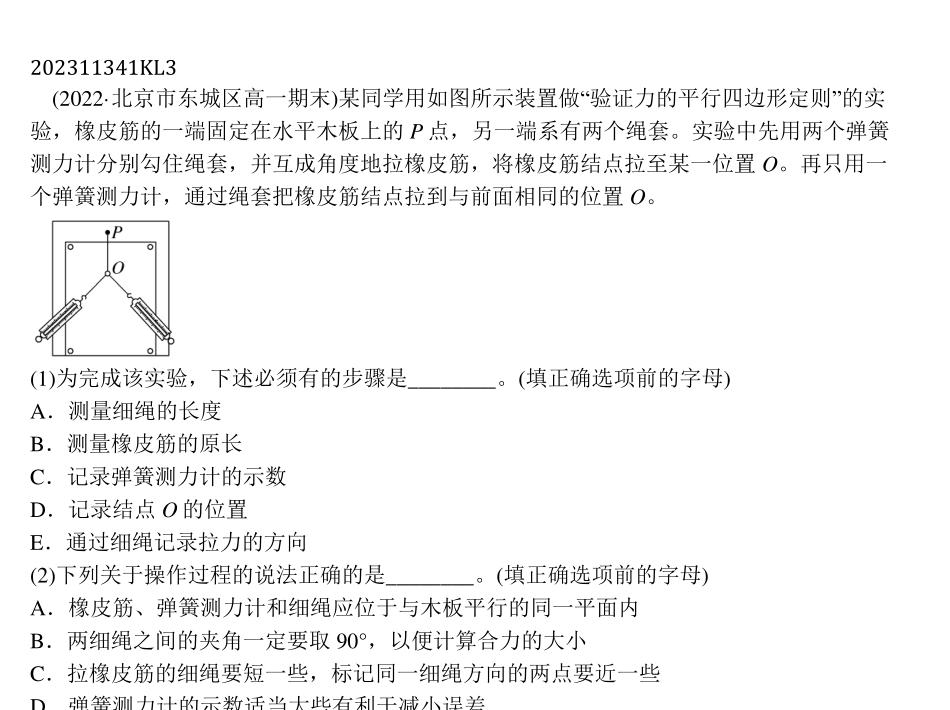 202311341KL3
(2022·北京市东城区高一期末)某同学用如图所示装置做“验证力的平行四边形定则”的实
验，橡皮筋的一端固定在水平木板上的 P 点，另一端系有两个绳套。实验中先用两个弹簧
测力计分别勾住绳套，并互成角度地拉橡皮筋，将橡皮筋结点拉至某一位置 O。再只用一
个弹簧测力计，通过绳套把橡皮筋结点拉到与前面相同的位置 O。
P
O
(1)为完成该实验，下述必须有的步骤是________。(填正确选项前的字母)
A．测量细绳的长度
B．测量橡皮筋的原长
C．记录弹簧测力计的示数
D．记录结点 O 的位置
E．通过细绳记录拉力的方向
(2)下列关于操作过程的说法正确的是________。(填正确选项前的字母)
A．橡皮筋、弹簧测力计和细绳应位于与木板平行的同一平面内
B．两细绳之间的夹角一定要取 90°，以便计算合力的大小
C．拉橡皮筋的细绳要短一些，标记同一细绳方向的两点要近一些
D．弹簧测力计的示数适当大些有利于减小误差